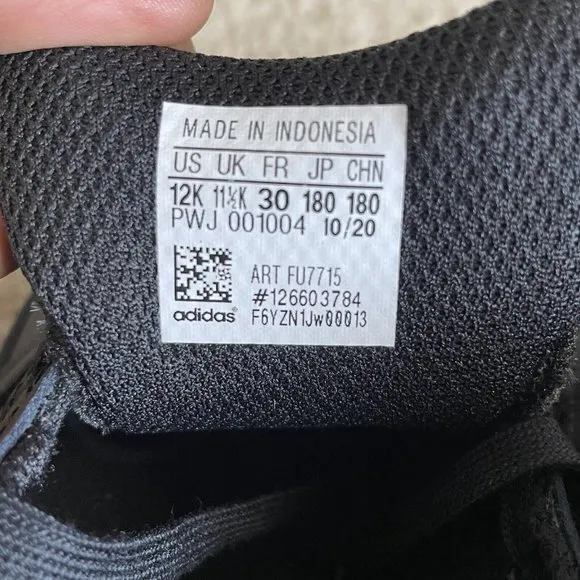 MADE IN INDONESIA
US UK FR JP CHN
12K 11½K 30 180 180
PWJ 001004 10/20
ART FU7715
#126603784
adidas® F6YZN1Jw00013